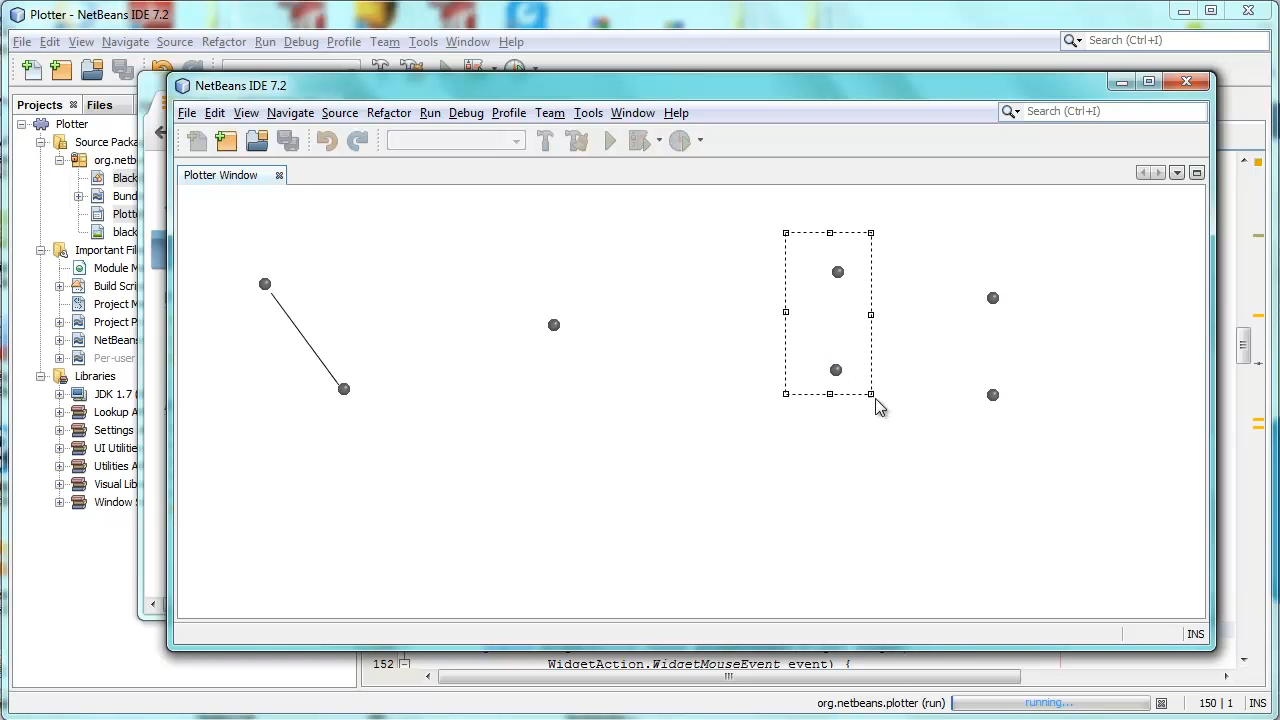 Plotter - NetBeans IDE 7.2
File Edit View Navigate Source Refactor Run Debug Profile Team Tools Window Help
Search (Ctrl+I)
NetBeans IDE 7.2
File Edit View Navigate Source Refactor Run Debug Profile Team Tools Window Help
Search (Ctrl+I)
Plotter Window
Projects Files
Plotter
Source Pack
org.netb
Black
Bund
Plott
black
Important Fil
Module M
Build Scri
Project M
Project P
NetBeans
Per-user
Libraries
JDK 1.7 (
Lookup A
Settings
UI Utilitie
Utilities A
Visual Lib
Window S
INS
152 WidgetAction.WidgetMouseEvent event) {
org.netbeans.plotter (run) running... 150 | 1 INS